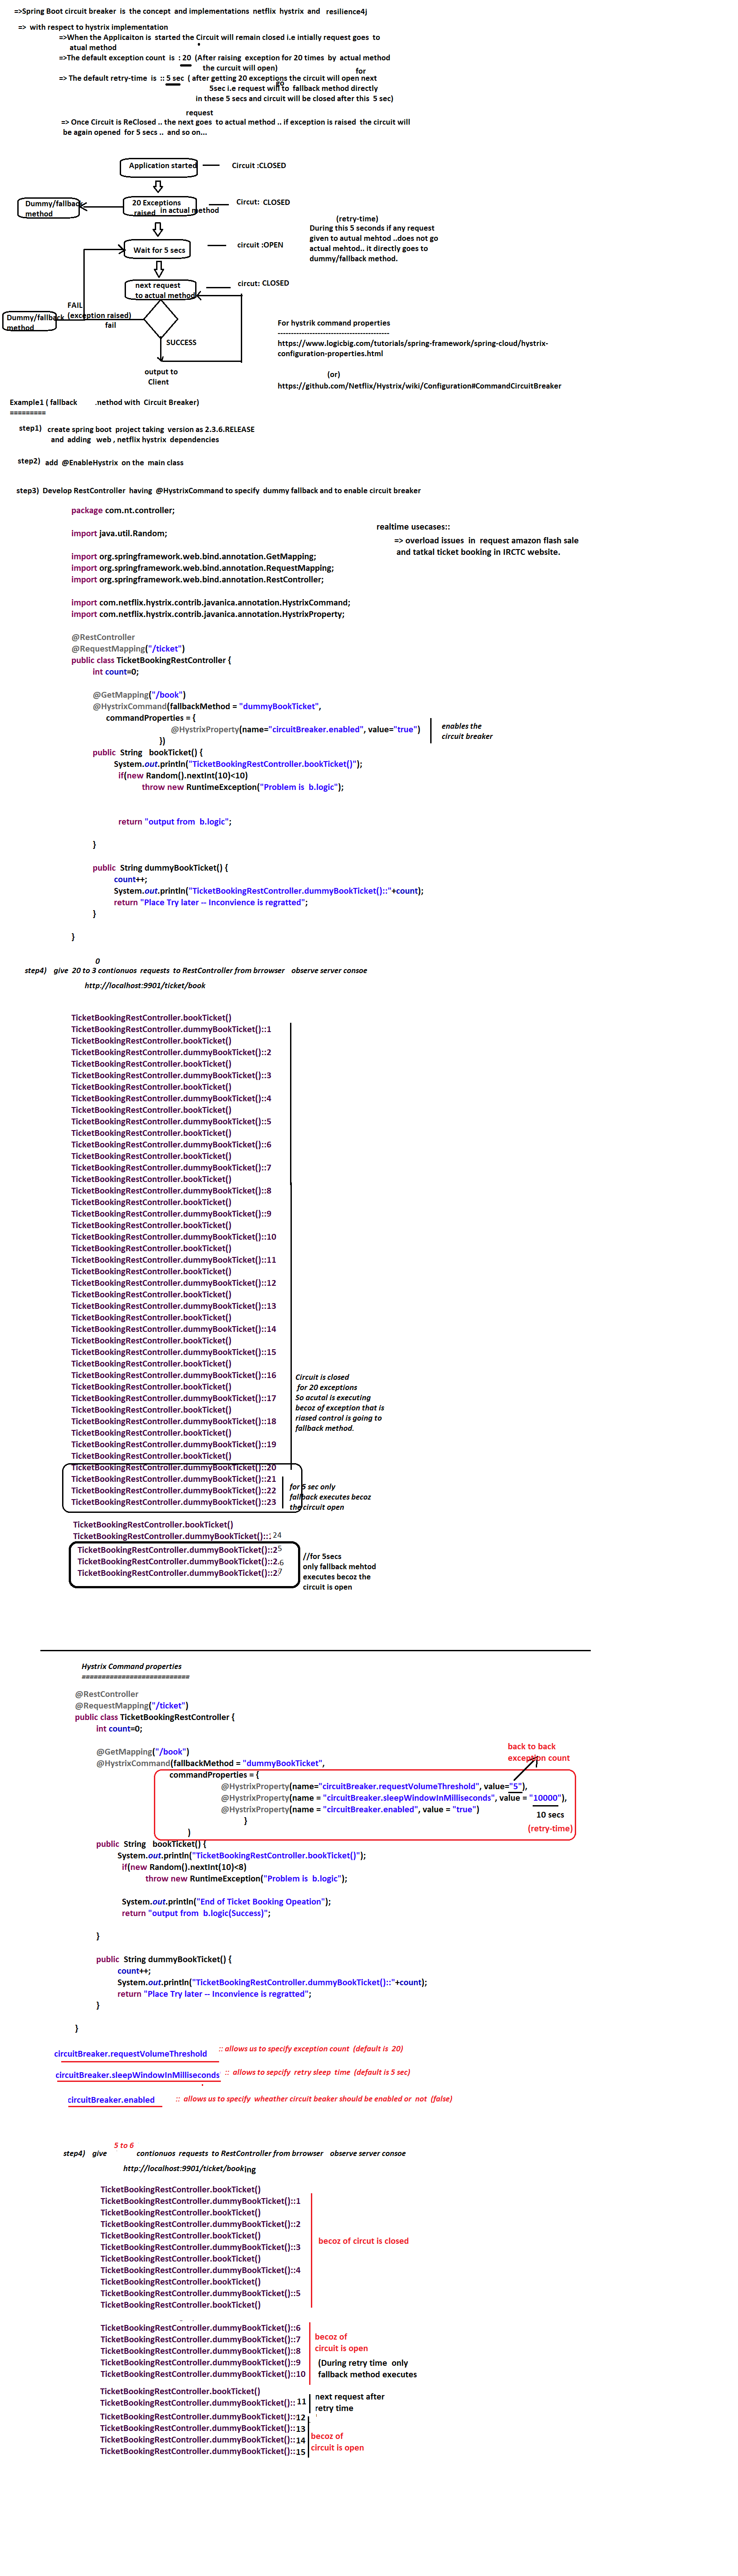 =>Spring Boot circuit breaker is the concept and implementations netflix hystrix and resilience4j
=> with respect to hystrix implementation
=>When the Applicaiton is started the Circuit will remain closed i.e intially request goes to
atual method
=>The default exception count is : 20 (After raising exception for 20 times by actual method
the curcuit will open)
for
=> The default retry-time is :: 5 sec ( after getting 20 exceptions the circuit will open next
go
5sec i.e request will to fallback method directly
in these 5 secs and circuit will be closed after this 5 sec)
request
=> Once Circuit is ReClosed .. the next goes to actual method .. if exception is raised the circuit will
be again opened for 5 secs .. and so on...
Application started
Circuit :CLOSED
Dummy/fallback
method
20 Exceptions
raised in actual method
Circut: CLOSED
(retry-time)
During this 5 seconds if any request
given to autual mehtod ..does not go
actual mehtod.. it directly goes to
dummy/fallback method.
Wait for 5 secs
circuit :OPEN
next request
to actual method
circut: CLOSED
FAIL
(exception raised)
fail
Dummy/fallback
method
SUCCESS
output to
Client
For hystrik command properties
------------------------------------------
https://www.logicbig.com/tutorials/spring-framework/spring-cloud/hystrix-
configuration-properties.html
(or)
https://github.com/Netflix/Hystrix/wiki/Configuration#CommandCircuitBreaker
Example1 ( fallback .nethod with Circuit Breaker)
=========
step1) create spring boot project taking version as 2.3.6.RELEASE
and adding web , netflix hystrix dependencies
step2) add @EnableHystrix on the main class
step3) Develop RestController having @HystrixCommand to specify dummy fallback and to enable circuit breaker
package com.nt.controller;
import java.util.Random;
import org.springframework.web.bind.annotation.GetMapping;
import org.springframework.web.bind.annotation.RequestMapping;
import org.springframework.web.bind.annotation.RestController;
import com.netflix.hystrix.contrib.javanica.annotation.HystrixCommand;
import com.netflix.hystrix.contrib.javanica.annotation.HystrixProperty;
realtime usecases::
=> overload issues in request amazon flash sale
and tatkal ticket booking in IRCTC website.
@RestController
@RequestMapping("/ticket")
public class TicketBookingRestController {
int count=0;
@GetMapping("/book")
@HystrixCommand(fallbackMethod = "dummyBookTicket",
commandProperties = {
@HystrixProperty(name="circuitBreaker.enabled", value="true")
})
enables the
circuit breaker
public String bookTicket() {
System.out.println("TicketBookingRestController.bookTicket()");
if(new Random().nextInt(10)<10)
throw new RuntimeException("Problem is b.logic");
return "output from b.logic";
}
public String dummyBookTicket() {
count++;
System.out.println("TicketBookingRestController.dummyBookTicket()::"+count);
return "Place Try later -- Inconvience is regratted";
}
}
0
step4) give 20 to 3 contionuos requests to RestController from brrowser observe server consoe
http://localhost:9901/ticket/book
TicketBookingRestController.bookTicket()
TicketBookingRestController.dummyBookTicket()::1
TicketBookingRestController.bookTicket()
TicketBookingRestController.dummyBookTicket()::2
TicketBookingRestController.bookTicket()
TicketBookingRestController.dummyBookTicket()::3
TicketBookingRestController.bookTicket()
TicketBookingRestController.dummyBookTicket()::4
TicketBookingRestController.bookTicket()
TicketBookingRestController.dummyBookTicket()::5
TicketBookingRestController.bookTicket()
TicketBookingRestController.dummyBookTicket()::6
TicketBookingRestController.bookTicket()
TicketBookingRestController.dummyBookTicket()::7
TicketBookingRestController.bookTicket()
TicketBookingRestController.dummyBookTicket()::8
TicketBookingRestController.bookTicket()
TicketBookingRestController.dummyBookTicket()::9
TicketBookingRestController.bookTicket()
TicketBookingRestController.dummyBookTicket()::10
TicketBookingRestController.bookTicket()
TicketBookingRestController.dummyBookTicket()::11
TicketBookingRestController.bookTicket()
TicketBookingRestController.dummyBookTicket()::12
TicketBookingRestController.bookTicket()
TicketBookingRestController.dummyBookTicket()::13
TicketBookingRestController.bookTicket()
TicketBookingRestController.dummyBookTicket()::14
TicketBookingRestController.bookTicket()
TicketBookingRestController.dummyBookTicket()::15
TicketBookingRestController.bookTicket()
TicketBookingRestController.dummyBookTicket()::16
TicketBookingRestController.bookTicket()
TicketBookingRestController.dummyBookTicket()::17
TicketBookingRestController.bookTicket()
TicketBookingRestController.dummyBookTicket()::18
TicketBookingRestController.bookTicket()
TicketBookingRestController.dummyBookTicket()::19
TicketBookingRestController.bookTicket()
TicketBookingRestController.dummyBookTicket()::20
TicketBookingRestController.dummyBookTicket()::21
TicketBookingRestController.dummyBookTicket()::22
TicketBookingRestController.dummyBookTicket()::23
Circuit is closed
for 20 exceptions
So acutal is executing
becoz of exception that is
riased control is going to
fallback method.
for 5 sec only
fallback executes becoz
the circuit open
TicketBookingRestController.bookTicket()
TicketBookingRestController.dummyBookTicket()::24
TicketBookingRestController.dummyBookTicket()::25
TicketBookingRestController.dummyBookTicket()::26
TicketBookingRestController.dummyBookTicket()::27
//for 5secs
only fallback mehtod
executes becoz the
circuit is open
Hystrix Command properties
===========================
@RestController
@RequestMapping("/ticket")
public class TicketBookingRestController {
int count=0;
@GetMapping("/book")
@HystrixCommand(fallbackMethod = "dummyBookTicket",
commandProperties = {
@HystrixProperty(name="circuitBreaker.requestVolumeThreshold", value="5"),
@HystrixProperty(name = "circuitBreaker.sleepWindowInMilliseconds", value = "10000"),
@HystrixProperty(name = "circuitBreaker.enabled", value = "true")
}
)
back to back
exception count
10 secs
(retry-time)
public String bookTicket() {
System.out.println("TicketBookingRestController.bookTicket()");
if(new Random().nextInt(10)<8)
throw new RuntimeException("Problem is b.logic");
System.out.println("End of Ticket Booking Opeation");
return "output from b.logic(Success)";
}
public String dummyBookTicket() {
count++;
System.out.println("TicketBookingRestController.dummyBookTicket()::"+count);
return "Place Try later -- Inconvience is regratted";
}
}
circuitBreaker.requestVolumeThreshold :: allows us to specify exception count (default is 20)
circuitBreaker.sleepWindowInMilliseconds :: allows to sepcify retry sleep time (default is 5 sec)
circuitBreaker.enabled :: allows us to specify wheather circuit beaker should be enabled or not (false)
5 to 6
step4) give contionuos requests to RestController from brrowser observe server consoe
http://localhost:9901/ticket/booking
TicketBookingRestController.bookTicket()
TicketBookingRestController.dummyBookTicket()::1
TicketBookingRestController.bookTicket()
TicketBookingRestController.dummyBookTicket()::2
TicketBookingRestController.bookTicket()
TicketBookingRestController.dummyBookTicket()::3
TicketBookingRestController.bookTicket()
TicketBookingRestController.dummyBookTicket()::4
TicketBookingRestController.bookTicket()
TicketBookingRestController.dummyBookTicket()::5
TicketBookingRestController.bookTicket()
becoz of circut is closed
TicketBookingRestController.dummyBookTicket()::6
TicketBookingRestController.dummyBookTicket()::7
TicketBookingRestController.dummyBookTicket()::8
TicketBookingRestController.dummyBookTicket()::9
TicketBookingRestController.dummyBookTicket()::10
becoz of
circuit is open
(During retry time only
fallback method executes
TicketBookingRestController.bookTicket()
TicketBookingRestController.dummyBookTicket()::11
next request after
retry time
TicketBookingRestController.dummyBookTicket()::12
TicketBookingRestController.dummyBookTicket()::13
TicketBookingRestController.dummyBookTicket()::14
TicketBookingRestController.dummyBookTicket()::15
becoz of
circuit is open